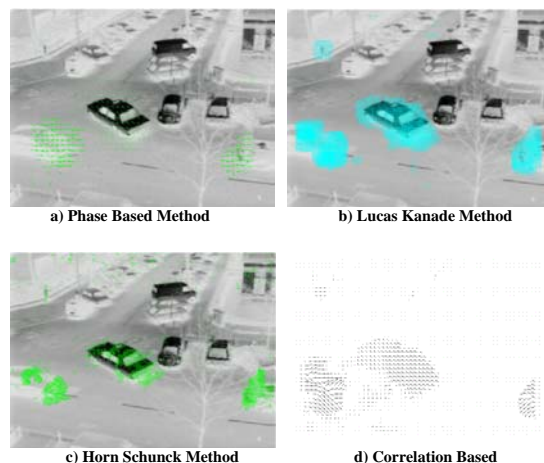 a) Phase Based Method
b) Lucas Kanade Method
c) Horn Schunck Method
d) Correlation Based